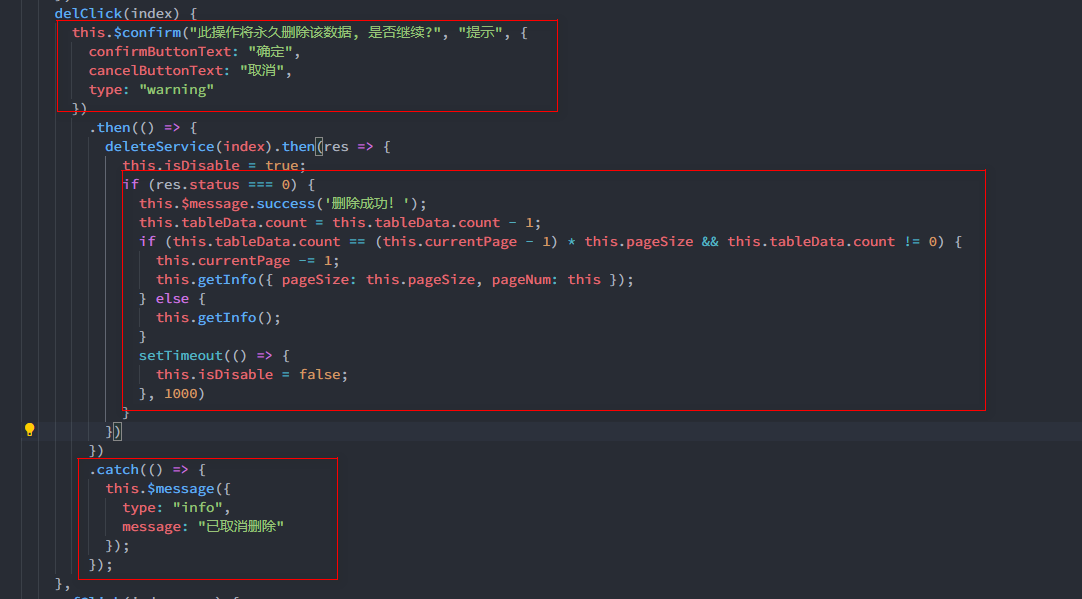 delClick(index) {
this.$confirm("此操作将永久删除该数据, 是否继续?", "提示", {
confirmButtonText: "确定",
cancelButtonText: "取消",
type: "warning"
})
.then(() => {
deleteService(index).then(res => {
this.isDisable = true;
if (res.status === 0) {
this.$message.success('删除成功! ');
this.tableData.count = this.tableData.count - 1;
if (this.tableData.count == (this.currentPage - 1) * this.pageSize && this.tableData.count != 0) {
this.currentPage -= 1;
this.getInfo({ pageSize: this.pageSize, pageNum: this });
} else {
this.getInfo();
}
setTimeout(() => {
this.isDisable = false;
}, 1000)
}
})
})
.catch(() => {
this.$message({
type: "info",
message: "已取消删除"
});
});
},